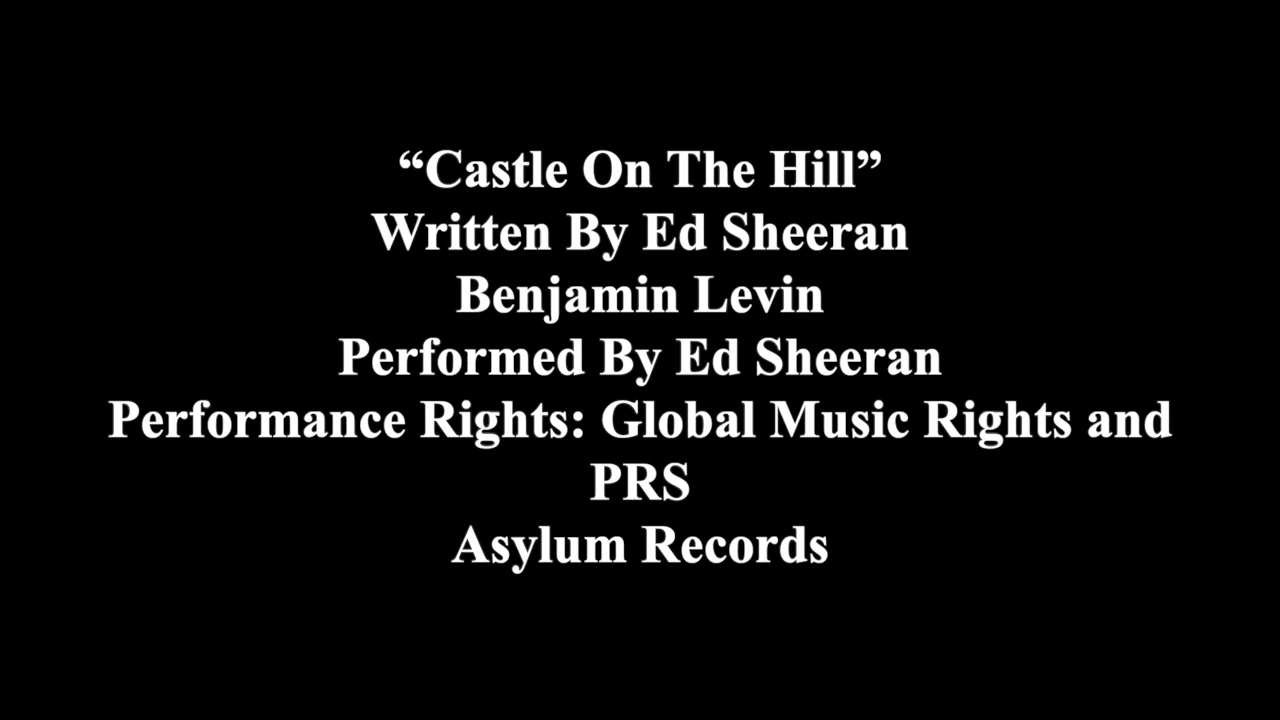 “Castle On The Hill”
Written By Ed Sheeran
Benjamin Levin
Performed By Ed Sheeran
Performance Rights: Global Music Rights and
PRS
Asylum Records